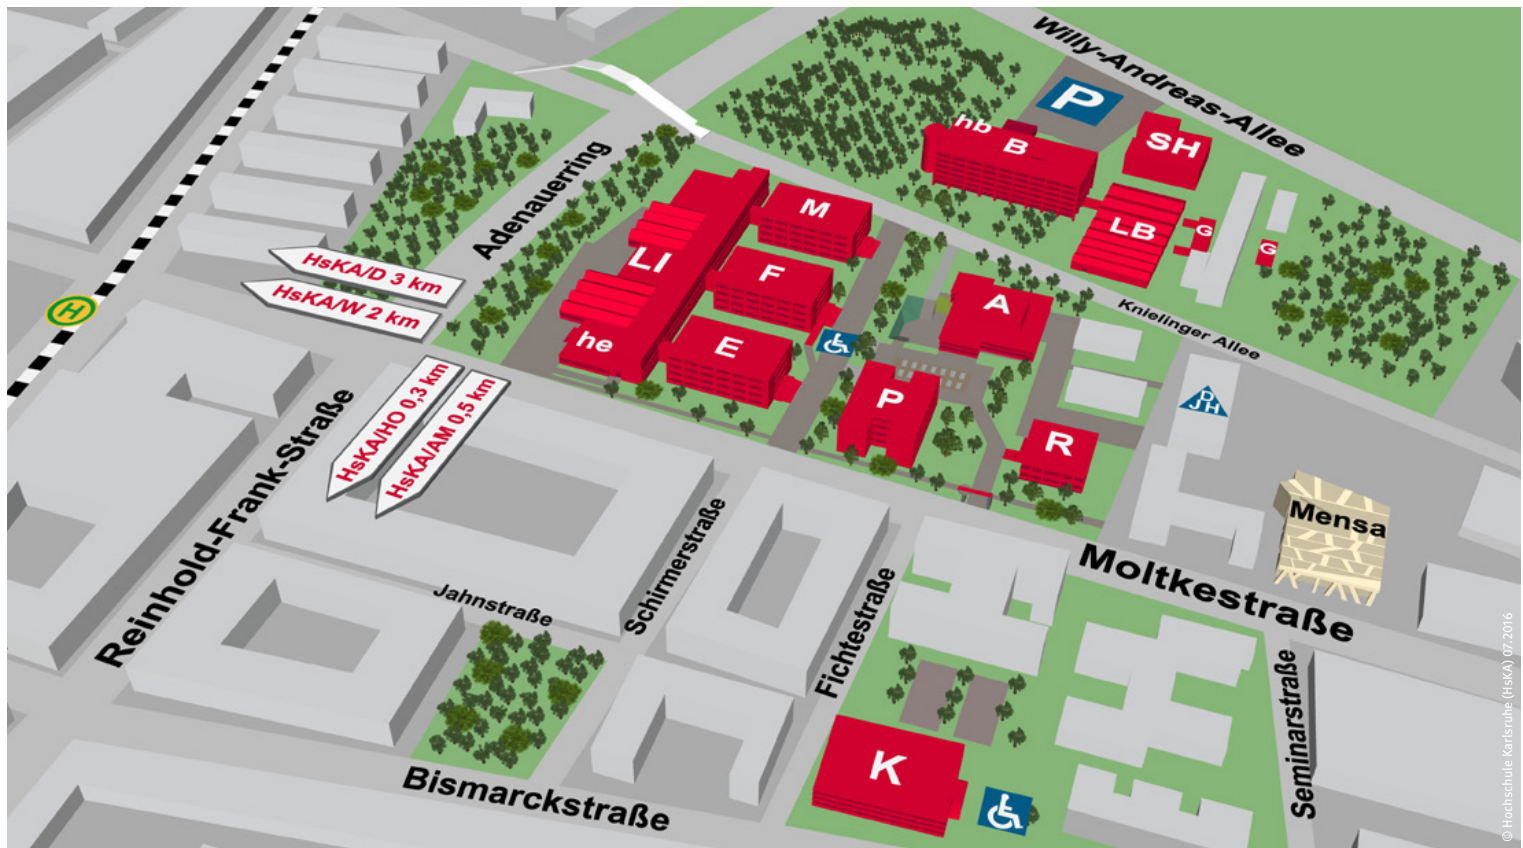 Willy-Andreas-Allee
P
hb
B
SH
M
Adenauerring
LI
LB
G
G
HsKA/D 3 km
HsKA/W 2 km
F
A
H
Knielinger Allee
he
E
P
D
JH
HsKA/HO 0,3 km
HsKA/AM 0,5 km
R
Reinhold-Frank-Straße
Mensa
Moltkestraße
Schirmerstraße
Jahnstraße
Fichtestraße
Seminarstraße
K
Bismarckstraße
© Hochschule Karlsruhe (HsKA) 07.2016